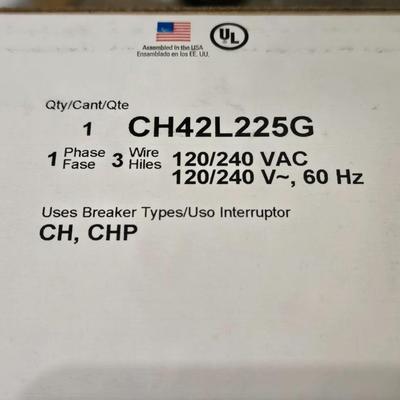 Assembled in the USA
Ensamblado en los EE. UU.
UL
Qty/Cant/Qte
1 CH42L225G
1 Phase 3 Wire 120/240 VAC
Fase Hiles 120/240 V~, 60 Hz
Uses Breaker Types/Uso Interruptor
CH, CHP